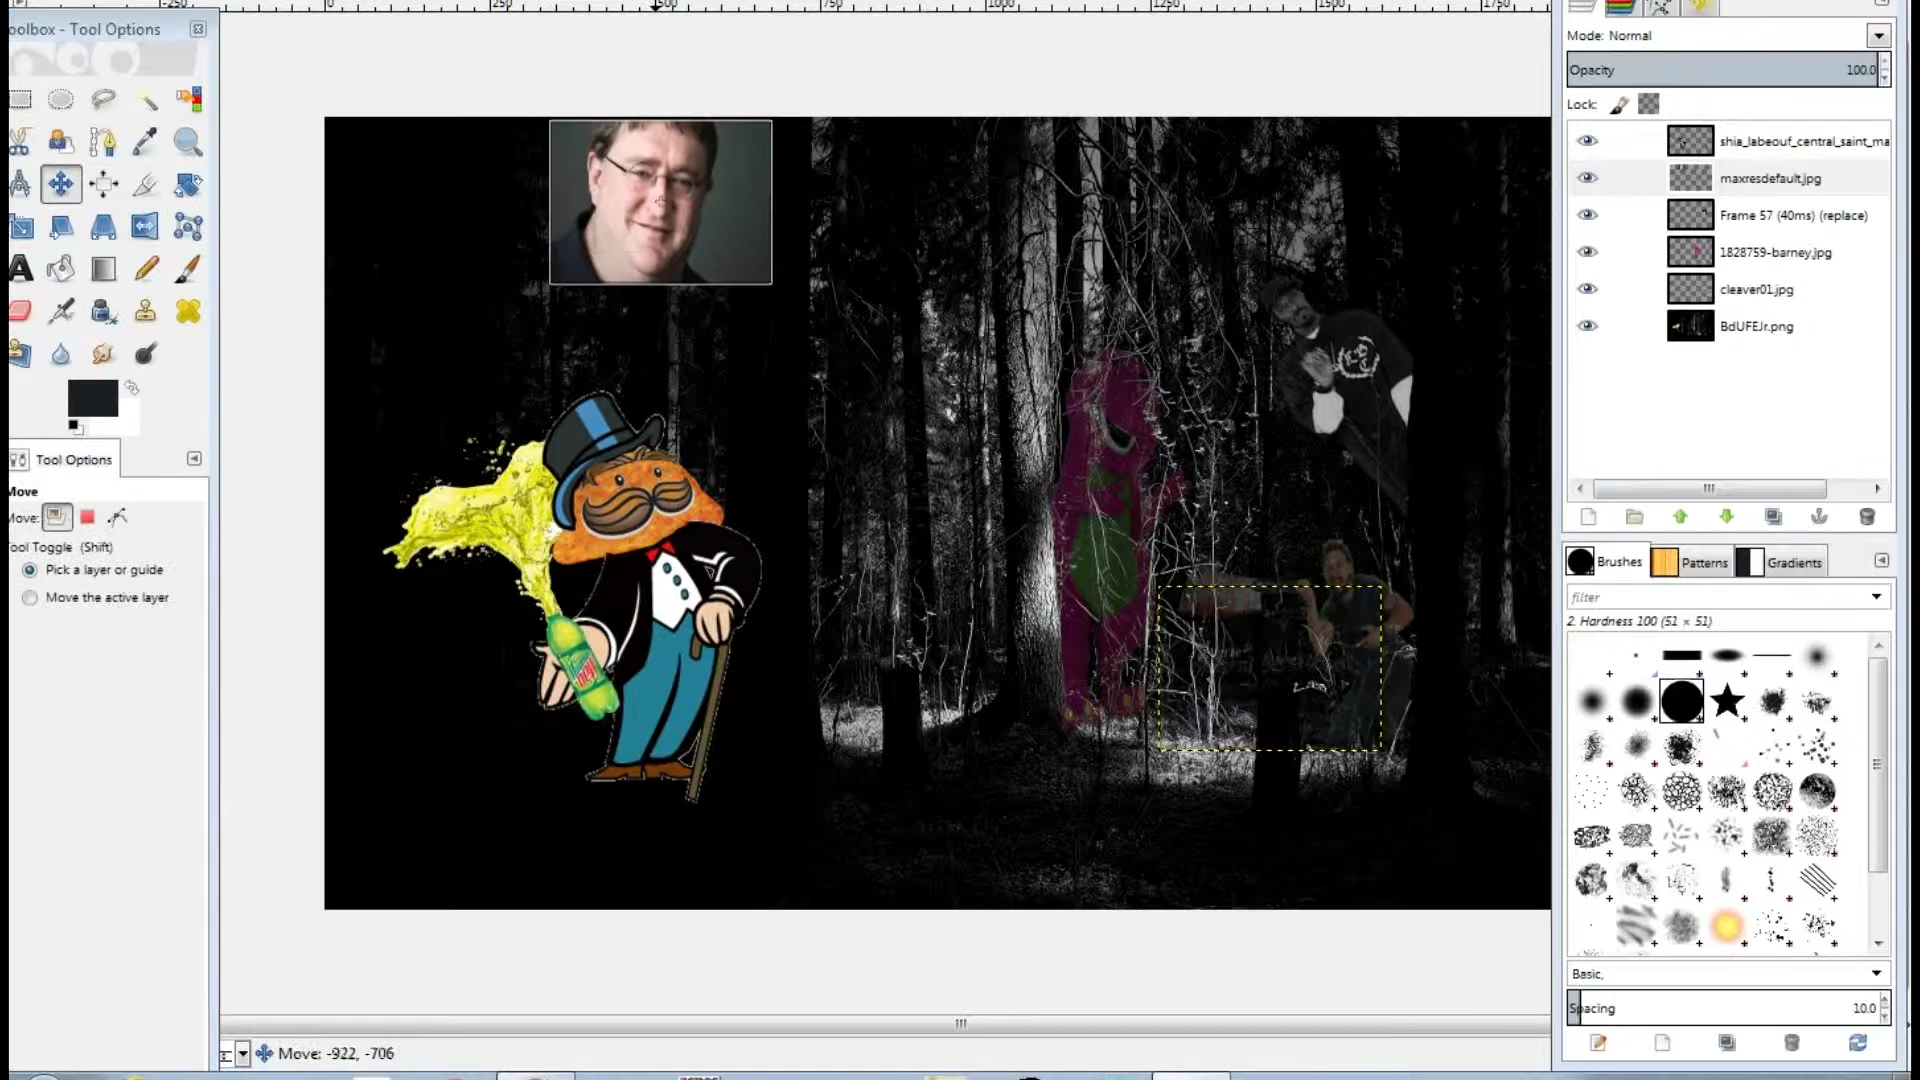 -250
0
250
500
750
1000
1250
1500
1750
oolbox - Tool Options
Mode: Normal
Opacity 100.0
Lock:
shia_labeouf_central_saint_ma
maxresdefault.jpg
Frame 57 (40ms) (replace)
1828759-barney.jpg
cleaver01.jpg
BdUFEJr.png
Tool Options
Move
Move:
ool Toggle (Shift)
Pick a layer or guide
Move the active layer
Brushes
Patterns
Gradients
filter
2. Hardness 100 (51 × 51)
Basic,
Spacing 10.0
Move: -922, -706